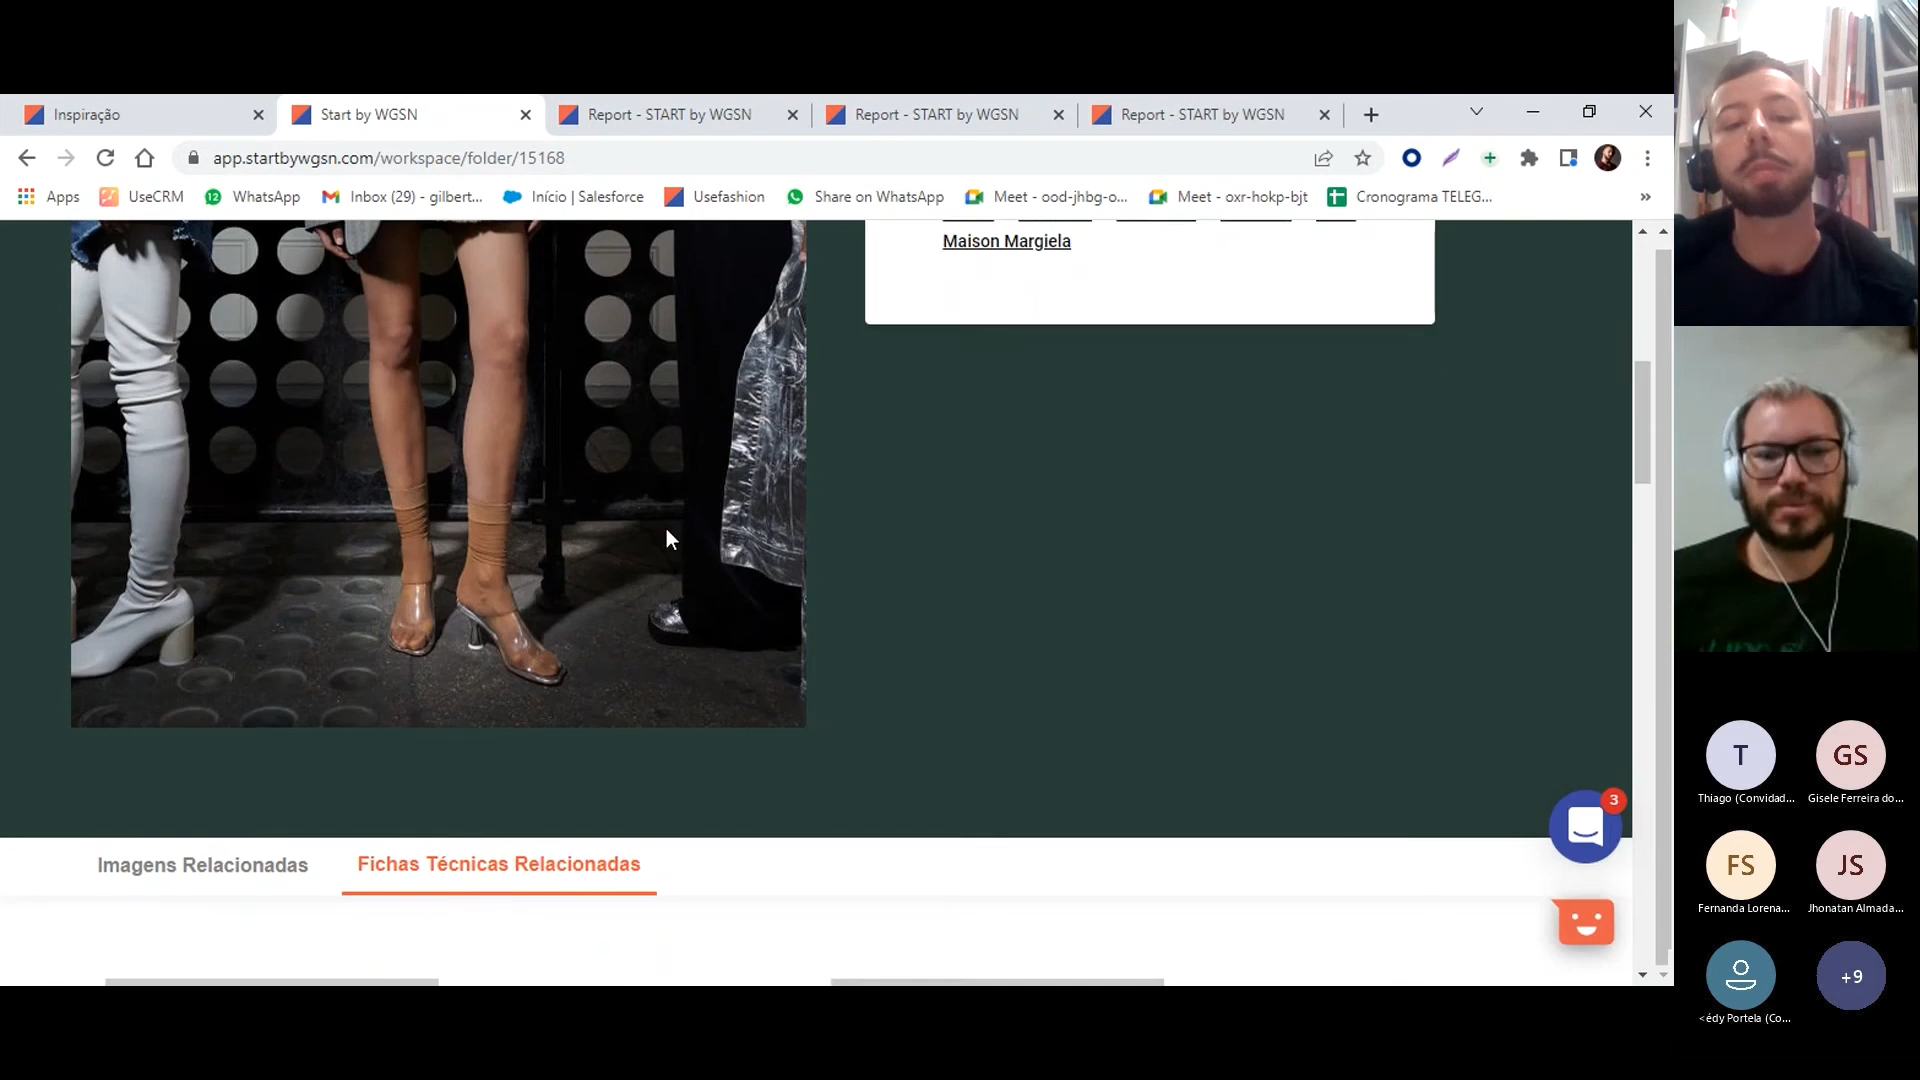 Inspiração
Start by WGSN
Report - START by WGSN
Report - START by WGSN
Report - START by WGSN
app.startbywgsn.com/workspace/folder/15168
Apps
UseCRM
12
WhatsApp
Inbox (29) - gilbert...
Início | Salesforce
Usefashion
Share on WhatsApp
Meet - ood-jhbg-o...
Meet - oxr-hokp-bjt
Cronograma TELEG...
»
Maison Margiela
3
Imagens Relacionadas
Fichas Técnicas Relacionadas
T
GS
Thiago (Convidad...
Gisele Ferreira do...
FS
JS
Fernanda Lorena...
Jhonatan Almada...
+9
<édy Portela (Co...